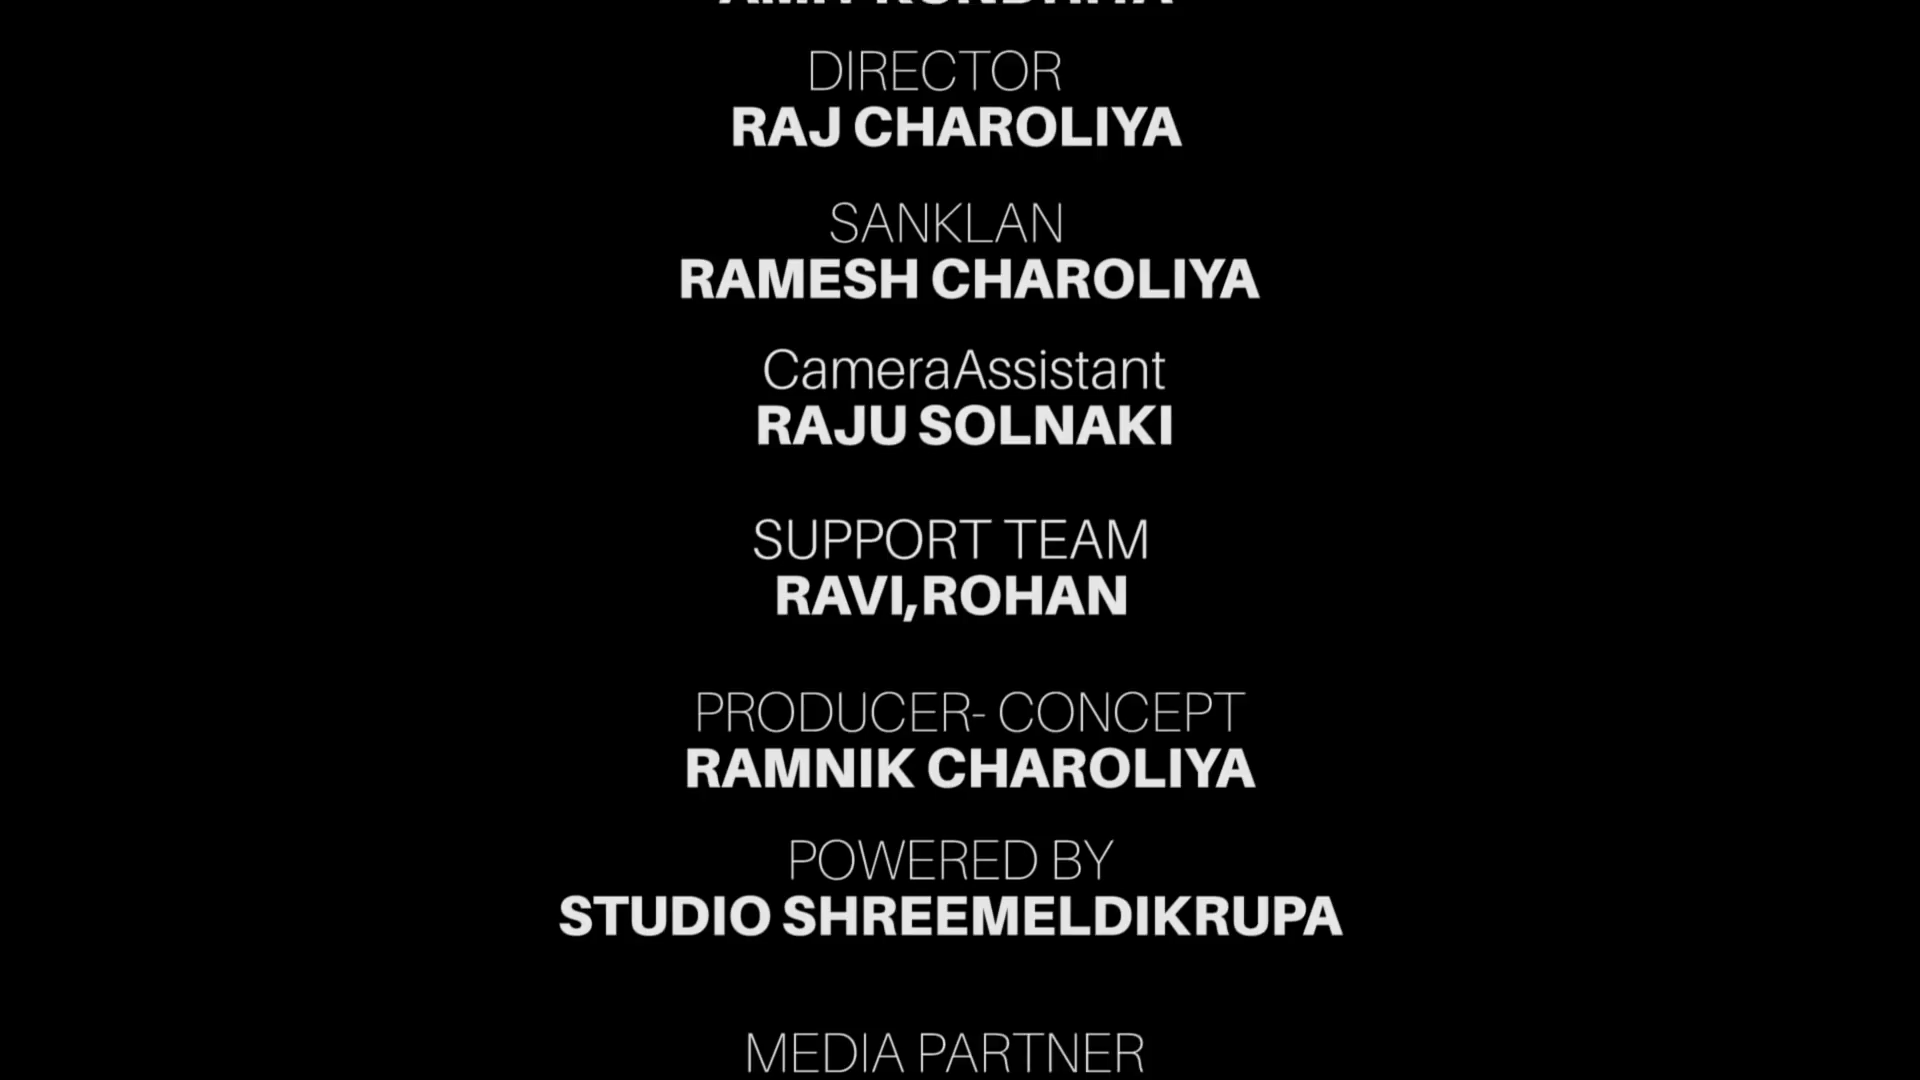 DIRECTOR
RAJ CHAROLIYA
SANKLAN
RAMESH CHAROLIYA
CameraAssistant
RAJU SOLNAKI
SUPPORT TEAM
RAVI,ROHAN
PRODUCER- CONCEPT
RAMNIK CHAROLIYA
POWERED BY
STUDIO SHREEMELDIKRUPA
MEDIA PARTNER